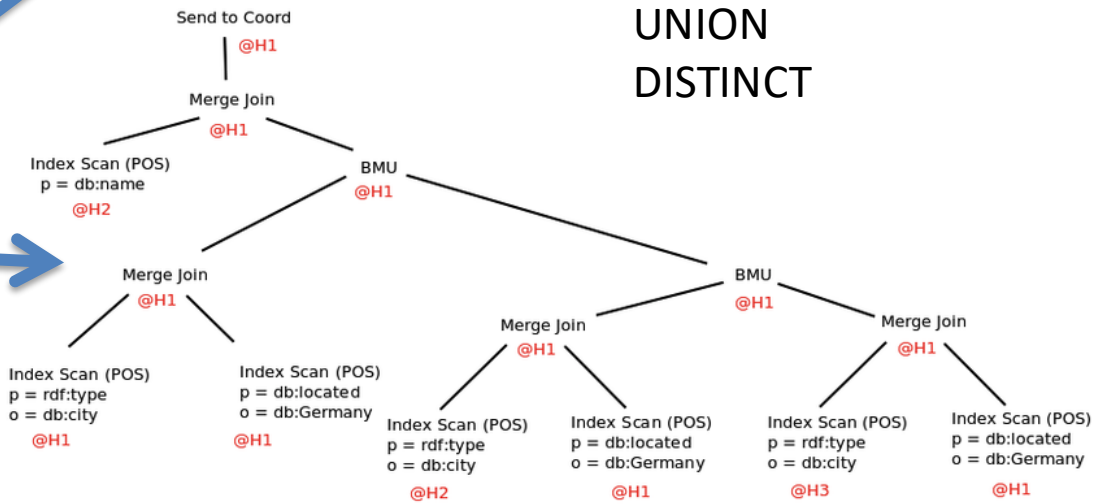 Send to Coord
@H1
UNION
DISTINCT
Merge Join
@H1
Index Scan (POS)
p = db:name
@H2
BMU
@H1
Merge Join
@H1
BMU
@H1
Merge Join
@H1
Merge Join
@H1
Index Scan (POS)
p = rdf:type
o = db:city
@H1
Index Scan (POS)
p = db:located
o = db:Germany
@H1
Index Scan (POS)
p = rdf:type
o = db:city
@H2
Index Scan (POS)
p = db:located
o = db:Germany
@H1
Index Scan (POS)
p = rdf:type
o = db:city
@H3
Index Scan (POS)
p = db:located
o = db:Germany
@H1